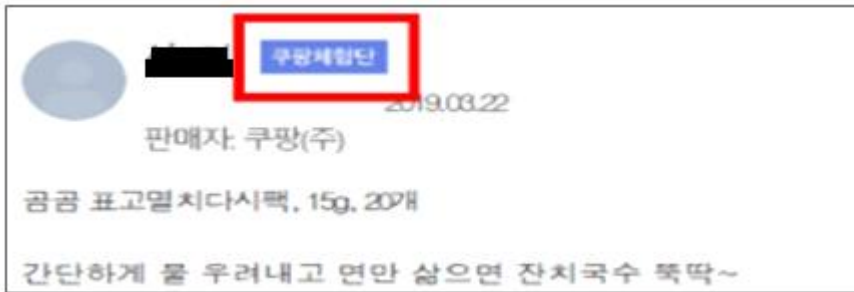 쿠팡체험단
2019.03.22
판매자: 쿠팡(주)
곰곰 표고멸치다시팩, 15g, 20개
간단하게 물 우려내고 면만 삶으면 잔치국수 뚝딱~